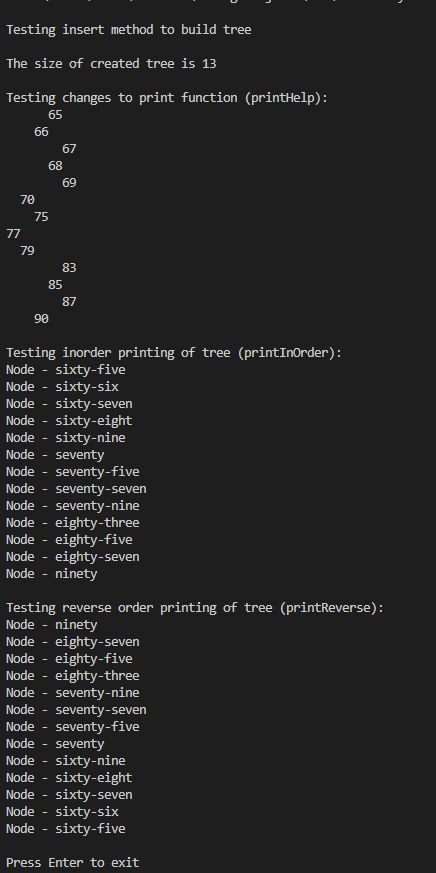 Testing insert method to build tree
The size of created tree is 13
Testing changes to print function (printHelp):
65
66
67
68
69
70
75
77
79
83
85
87
90
Testing inorder printing of tree (printInOrder):
Node - sixty-five
Node - sixty-six
Node - sixty-seven
Node - sixty-eight
Node - sixty-nine
Node - seventy
Node - seventy-five
Node - seventy-seven
Node - seventy-nine
Node - eighty-three
Node - eighty-five
Node - eighty-seven
Node - ninety
Testing reverse order printing of tree (printReverse):
Node - ninety
Node - eighty-seven
Node - eighty-five
Node - eighty-three
Node - seventy-nine
Node - seventy-seven
Node - seventy-five
Node - seventy
Node - sixty-nine
Node - sixty-eight
Node - sixty-seven
Node - sixty-six
Node - sixty-five
Press Enter to exit